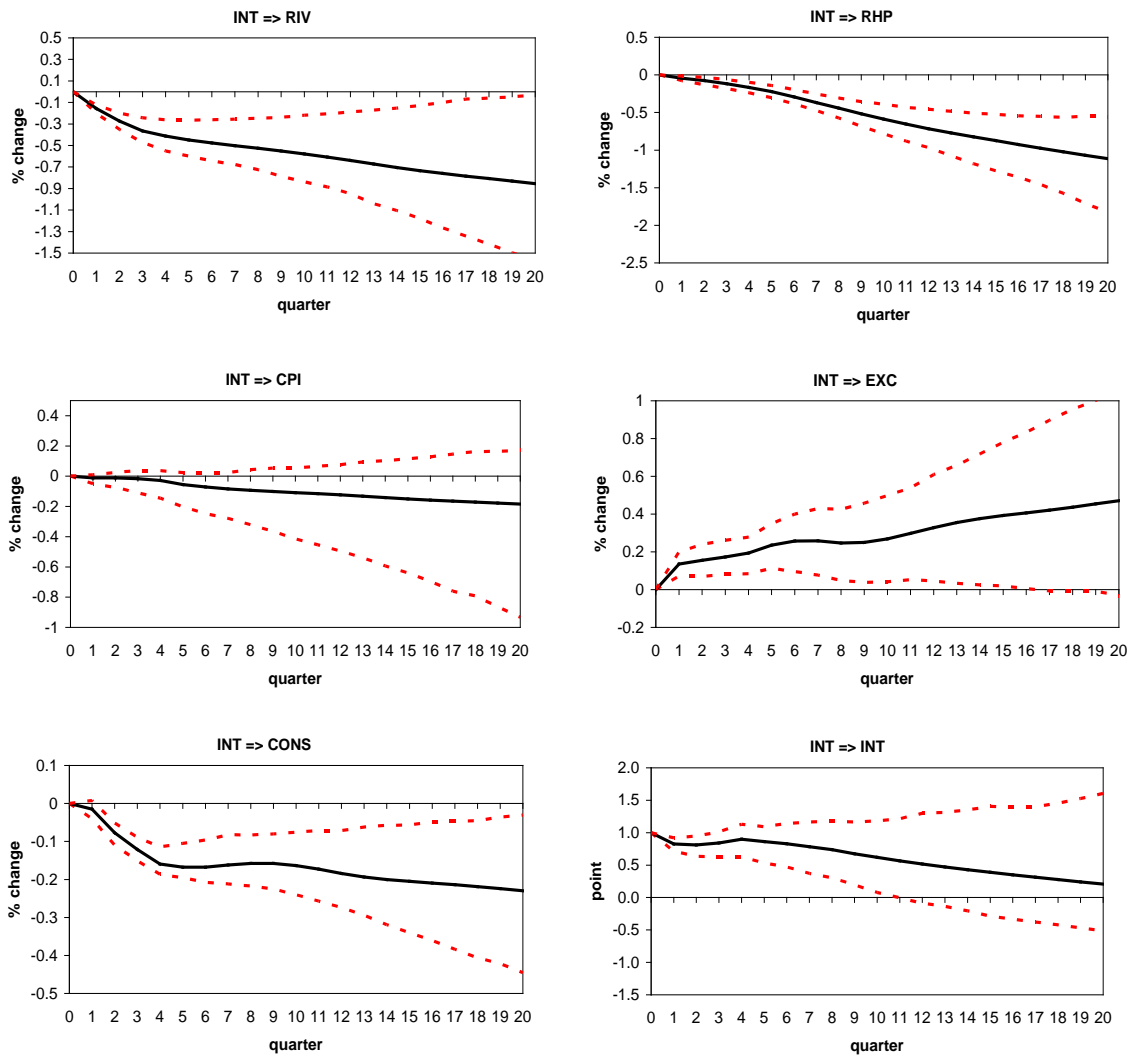 INT => RIV
0.5
0.3
0.1
-0.1
-0.3
-0.5
-0.7
-0.9
-1.1
-1.3
-1.5
% change
0 1 2 3 4 5 6 7 8 9 10 11 12 13 14 15 16 17 18 19 20
quarter
INT => RHP
0.5
0
-0.5
-1
-1.5
-2
-2.5
% change
0 1 2 3 4 5 6 7 8 9 10 11 12 13 14 15 16 17 18 19 20
quarter
INT => CPI
0.4
0.2
0
-0.2
-0.4
-0.6
-0.8
-1
% change
0 1 2 3 4 5 6 7 8 9 10 11 12 13 14 15 16 17 18 19 20
quarter
INT => EXC
1
0.8
0.6
0.4
0.2
0
-0.2
% change
0 1 2 3 4 5 6 7 8 9 10 11 12 13 14 15 16 17 18 19 20
quarter
INT => CONS
0.1
0
-0.1
-0.2
-0.3
-0.4
-0.5
% change
0 1 2 3 4 5 6 7 8 9 10 11 12 13 14 15 16 17 18 19 20
quarter
INT => INT
2.0
1.5
1.0
0.5
0.0
-0.5
-1.0
-1.5
point
0 1 2 3 4 5 6 7 8 9 10 11 12 13 14 15 16 17 18 19 20
quarter